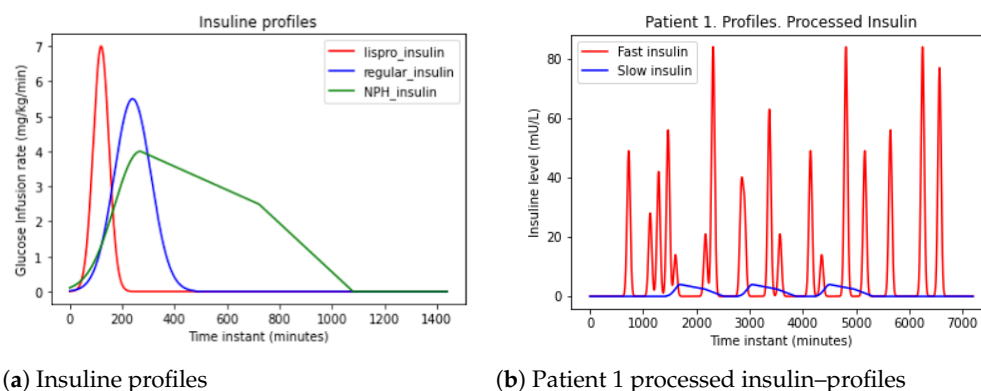 Insuline profiles
Glucose Infusion rate (mg/kg/min)
7
6
5
4
3
2
1
0
lispro_insulin
regular_insulin
NPH_insulin
0 200 400 600 800 1000 1200 1400
Time instant (minutes)
(a) Insuline profiles
Patient 1. Profiles. Processed Insulin
Insuline level (mU/L)
80
60
40
20
0
Fast insulin
Slow insulin
0 1000 2000 3000 4000 5000 6000 7000
Time instant (minutes)
(b) Patient 1 processed insulin–profiles